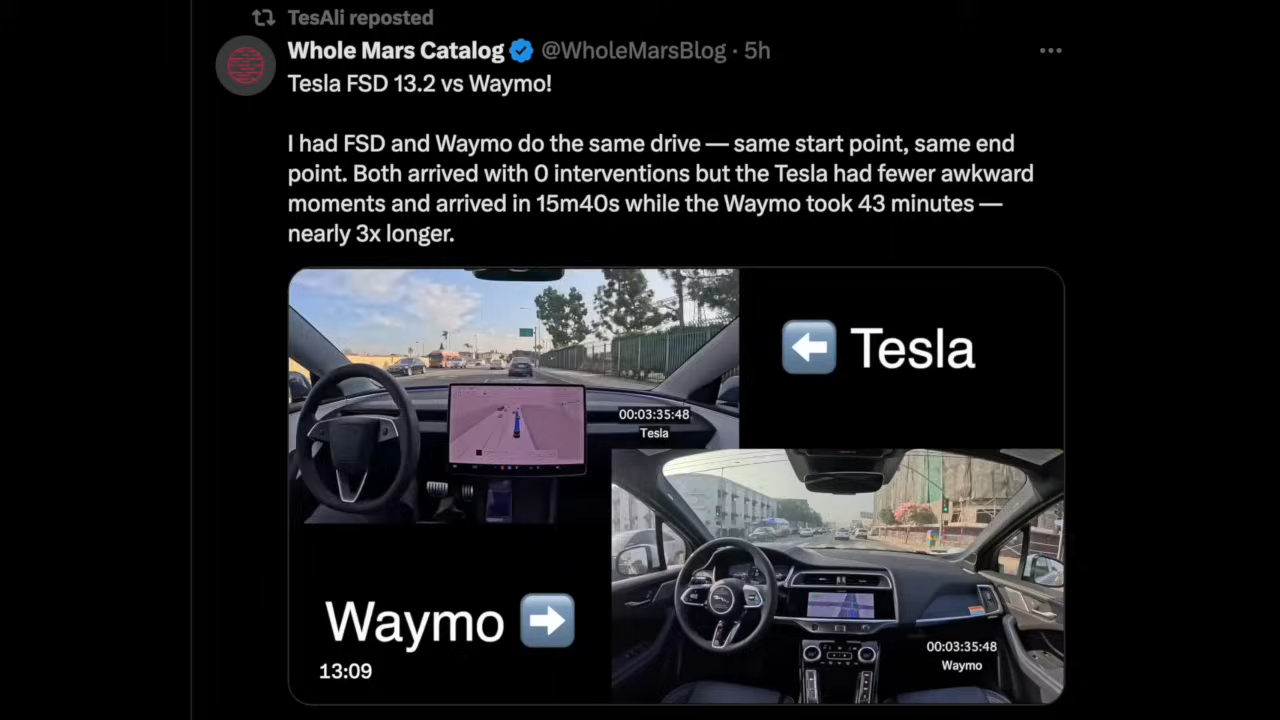 TesAli reposted
Whole Mars Catalog @WholeMarsBlog · 5h
Tesla FSD 13.2 vs Waymo!
I had FSD and Waymo do the same drive — same start point, same end
point. Both arrived with 0 interventions but the Tesla had fewer awkward
moments and arrived in 15m40s while the Waymo took 43 minutes —
nearly 3x longer.
Tesla
00:03:35:48
Tesla
Waymo
00:03:35:48
Waymo
13:09